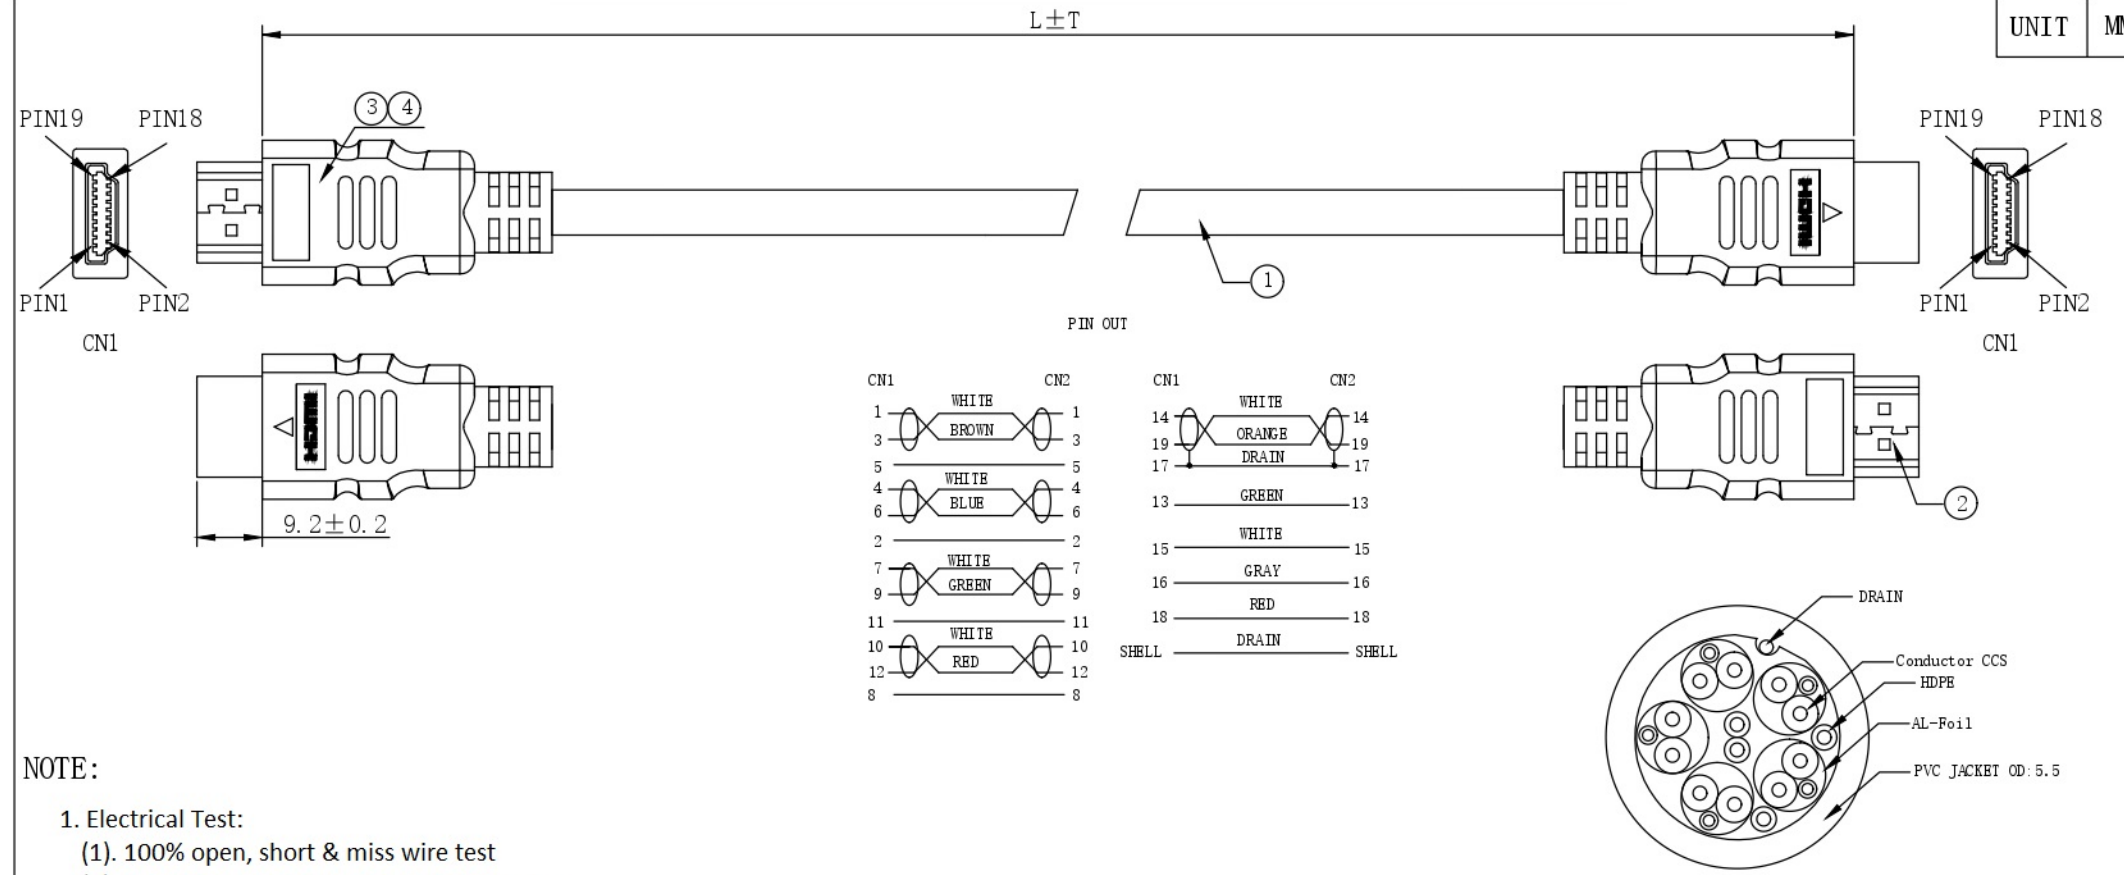 L±T
UNIT
③④
PIN19 PIN18
PIN1 PIN2
CN1
PIN19 PIN18
PIN1 PIN2
CN1
①
9.2±0.2
②
PIN OUT
CN1 CN2
1 WHITE 1
3 BROWN 3
5 5
4 WHITE 4
6 BLUE 6
2 2
7 WHITE 7
9 GREEN 9
11 11
10 WHITE 10
12 RED 12
8 8
CN1 CN2
14 WHITE 14
19 ORANGE 19
17 DRAIN 17
13 GREEN 13
15 WHITE 15
16 GRAY 16
18 RED 18
SHELL DRAIN SHELL
DRAIN
Conductor CCS
HDPE
AL-Foil
PVC JACKET OD:5.5
NOTE:
1. Electrical Test:
(1). 100% open, short & miss wire test